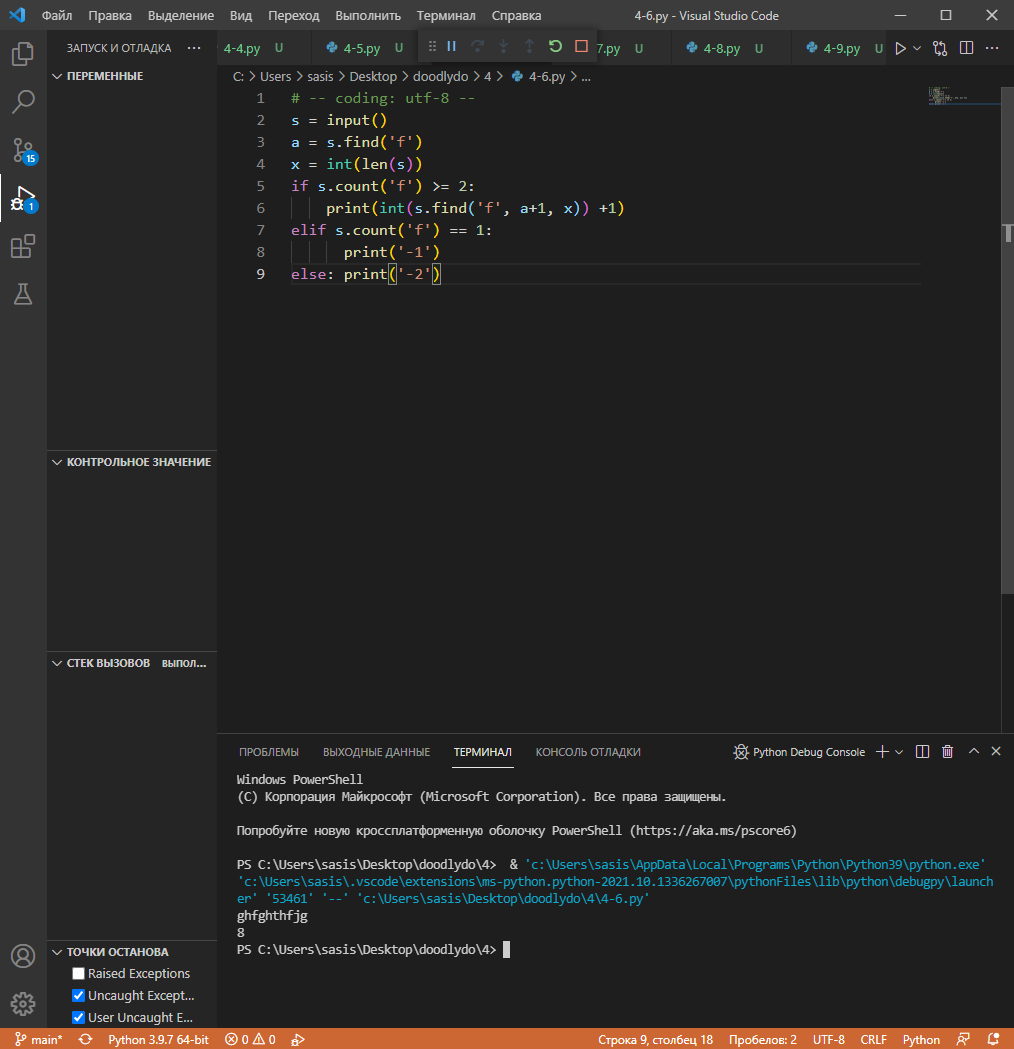 Файл Правка Выделение Вид Переход Выполнить Терминал Справка 4-6.py - Visual Studio Code
ЗАПУСК И ОТЛАДКА ··· 4-4.py U 4-5.py U 7.py U 4-8.py U 4-9.py U ···
C: > Users > sasis > Desktop > doodlydo > 4 > 4-6.py > ...
ПЕРЕМЕННЫЕ
1 # -- coding: utf-8 --
2 s = input()
3 a = s.find('f')
4 x = int(len(s))
5 if s.count('f') >= 2:
6 print(int(s.find('f', a+1, x)) +1)
7 elif s.count('f') == 1:
8 print('-1')
9 else: print('-2')
15
1
КОНТРОЛЬНОЕ ЗНАЧЕНИЕ
СТЕК ВЫЗОВОВ выпол...
ТОЧКИ ОСТАНОВА
Raised Exceptions
Uncaught Except...
User Uncaught E...
ПРОБЛЕМЫ ВЫХОДНЫЕ ДАННЫЕ ТЕРМИНАЛ КОНСОЛЬ ОТЛАДКИ Python Debug Console
Windows PowerShell
(C) Корпорация Майкрософт (Microsoft Corporation). Все права защищены.
Попробуйте новую кроссплатформенную оболочку PowerShell (https://aka.ms/pscore6)
PS C:\Users\sasis\Desktop\doodlydo\4> & 'c:\Users\sasis\AppData\Local\Programs\Python\Python39\python.exe'
'c:\Users\sasis\.vscode\extensions\ms-python.python-2021.10.1336267007\pythonFiles\lib\python\debugpy\launch
er' '53461' '--' 'c:\Users\sasis\Desktop\doodlydo\4\4-6.py'
ghfghthfjg
8
PS C:\Users\sasis\Desktop\doodlydo\4>
main* Python 3.9.7 64-bit 0 0 Строка 9, столбец 18 Пробелов: 2 UTF-8 CRLF Python